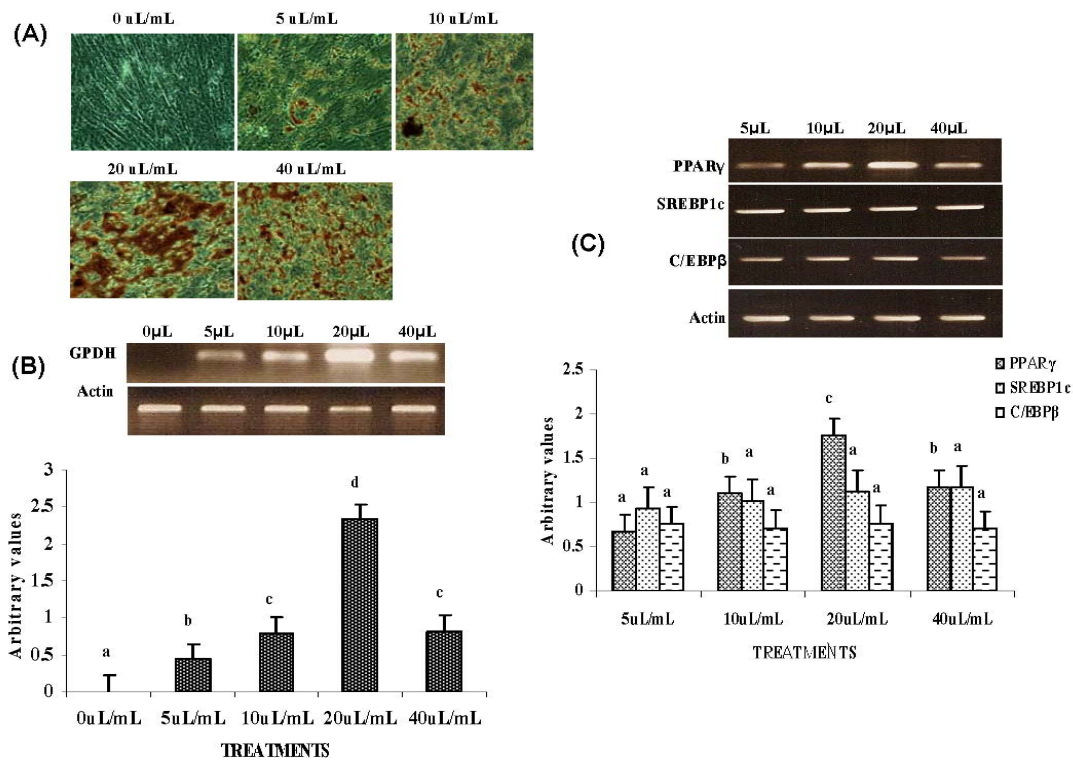 (A)
0 uL/mL 5 uL/mL 10 uL/mL
20 uL/mL 40 uL/mL
(B)
0µL 5µL 10µL 20µL 40µL
GPDH
Actin
Arbitrary values
3
2.5
2
1.5
1
0.5
0
a b c d c
0uL/mL 5uL/mL 10uL/mL 20uL/mL 40uL/mL
TREATMENTS
(C)
5µL 10µL 20µL 40µL
PPARγ
SREBP1c
C/EBPβ
Actin
PPARγ
SREBP1c
C/EBPβ
Arbitrary values
2.5
2
1.5
1
0.5
0
a a a b a a c a a b a a
5uL/mL 10uL/mL 20uL/mL 40uL/mL
TREATMENTS